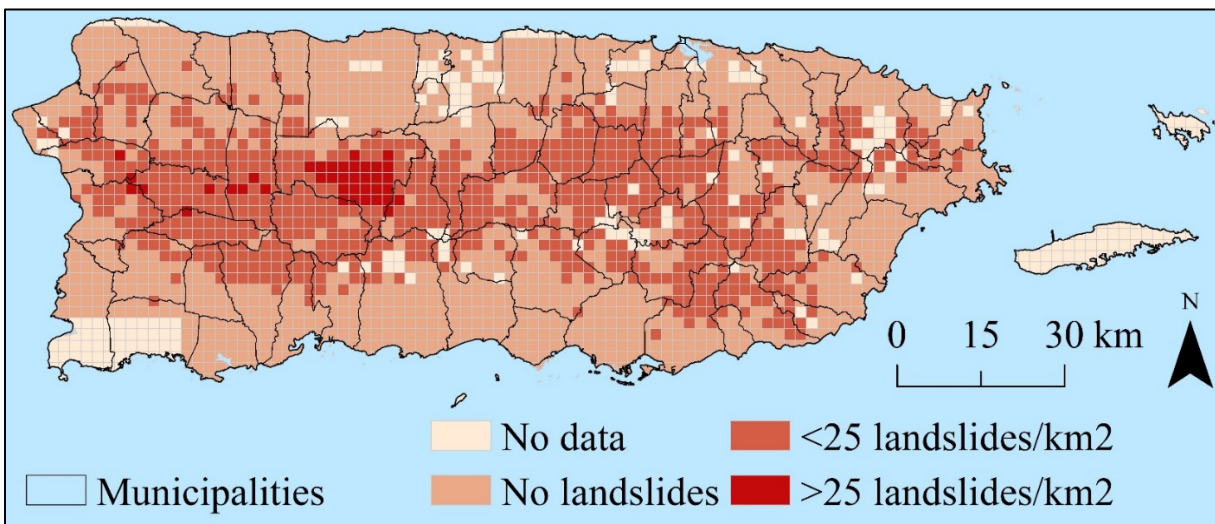 N
0 15 30 km
No data
<25 landslides/km2
Municipalities
No landslides
>25 landslides/km2